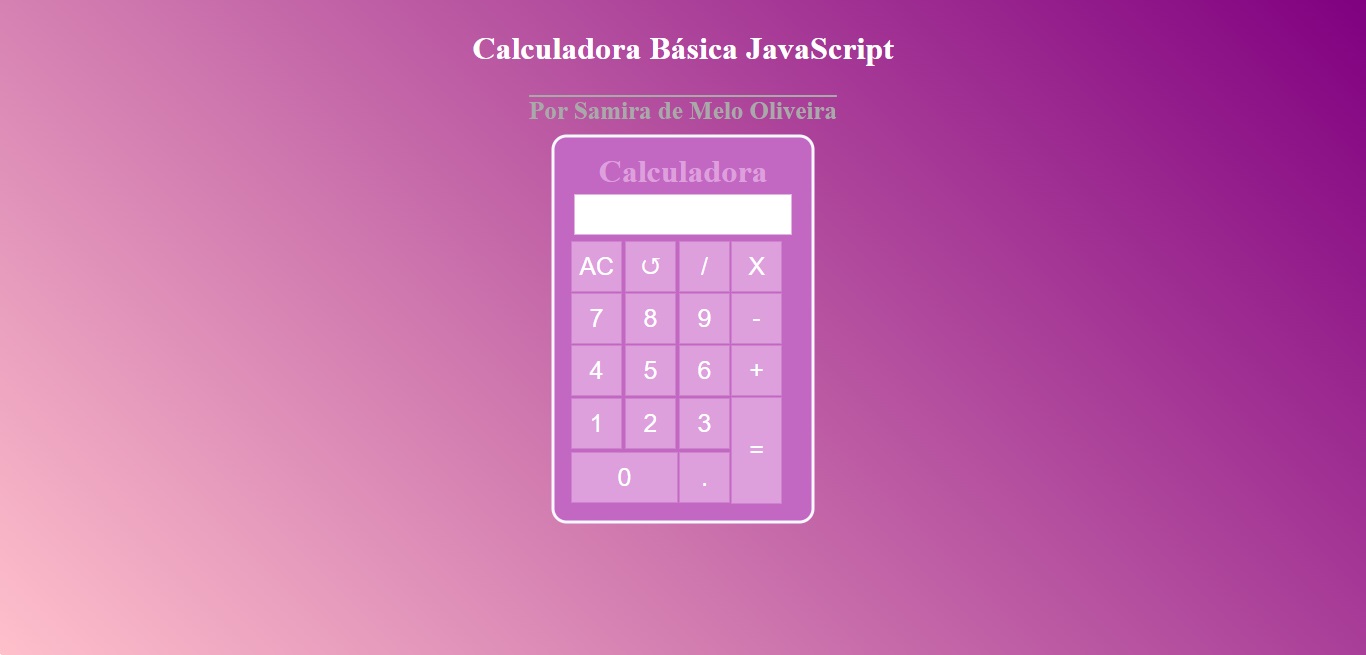 Calculadora Básica JavaScript
Por Samira de Melo Oliveira
Calculadora
AC ↺ / X
7 8 9 -
4 5 6 +
1 2 3
=
0 .